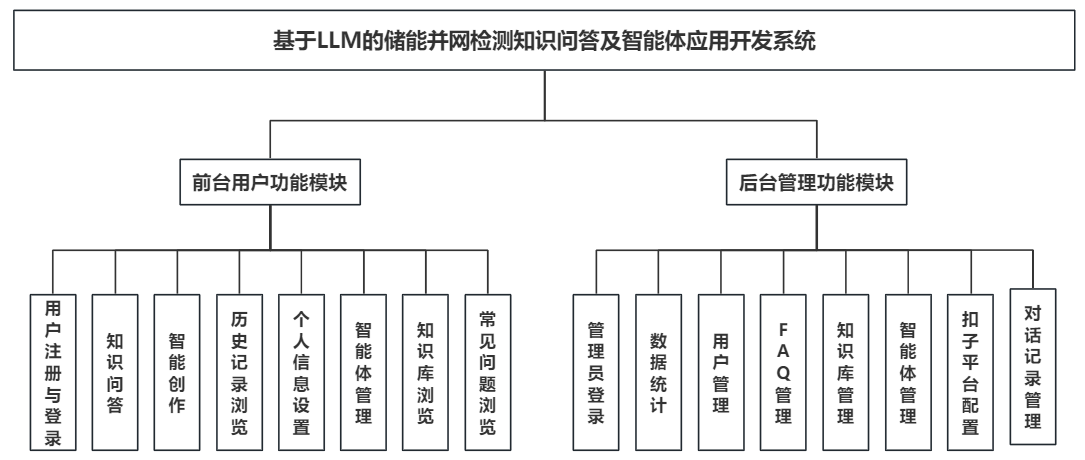 基于LLM的储能并网检测知识问答及智能体应用开发系统
前台用户功能模块
后台管理功能模块
用户注册与登录
知识问答
智能创作
历史记录浏览
个人信息设置
智能体管理
知识库浏览
常见问题浏览
管理员登录
数据统计
用户管理
FAQ管理
知识库管理
智能体管理
扣子平台配置
对话记录管理